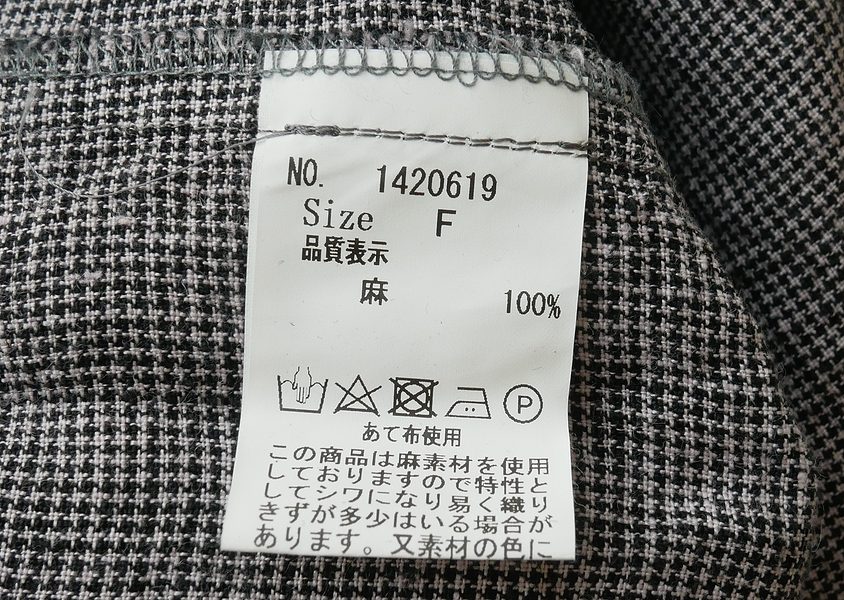 NO. 1420619
Size F
品質表示
麻 100%
P
あて布使用
この商品は麻素材を使用
しておりますので特性とり
してシワになり易く織りが
きずが多少はいる場合が
あります。又素材の色に